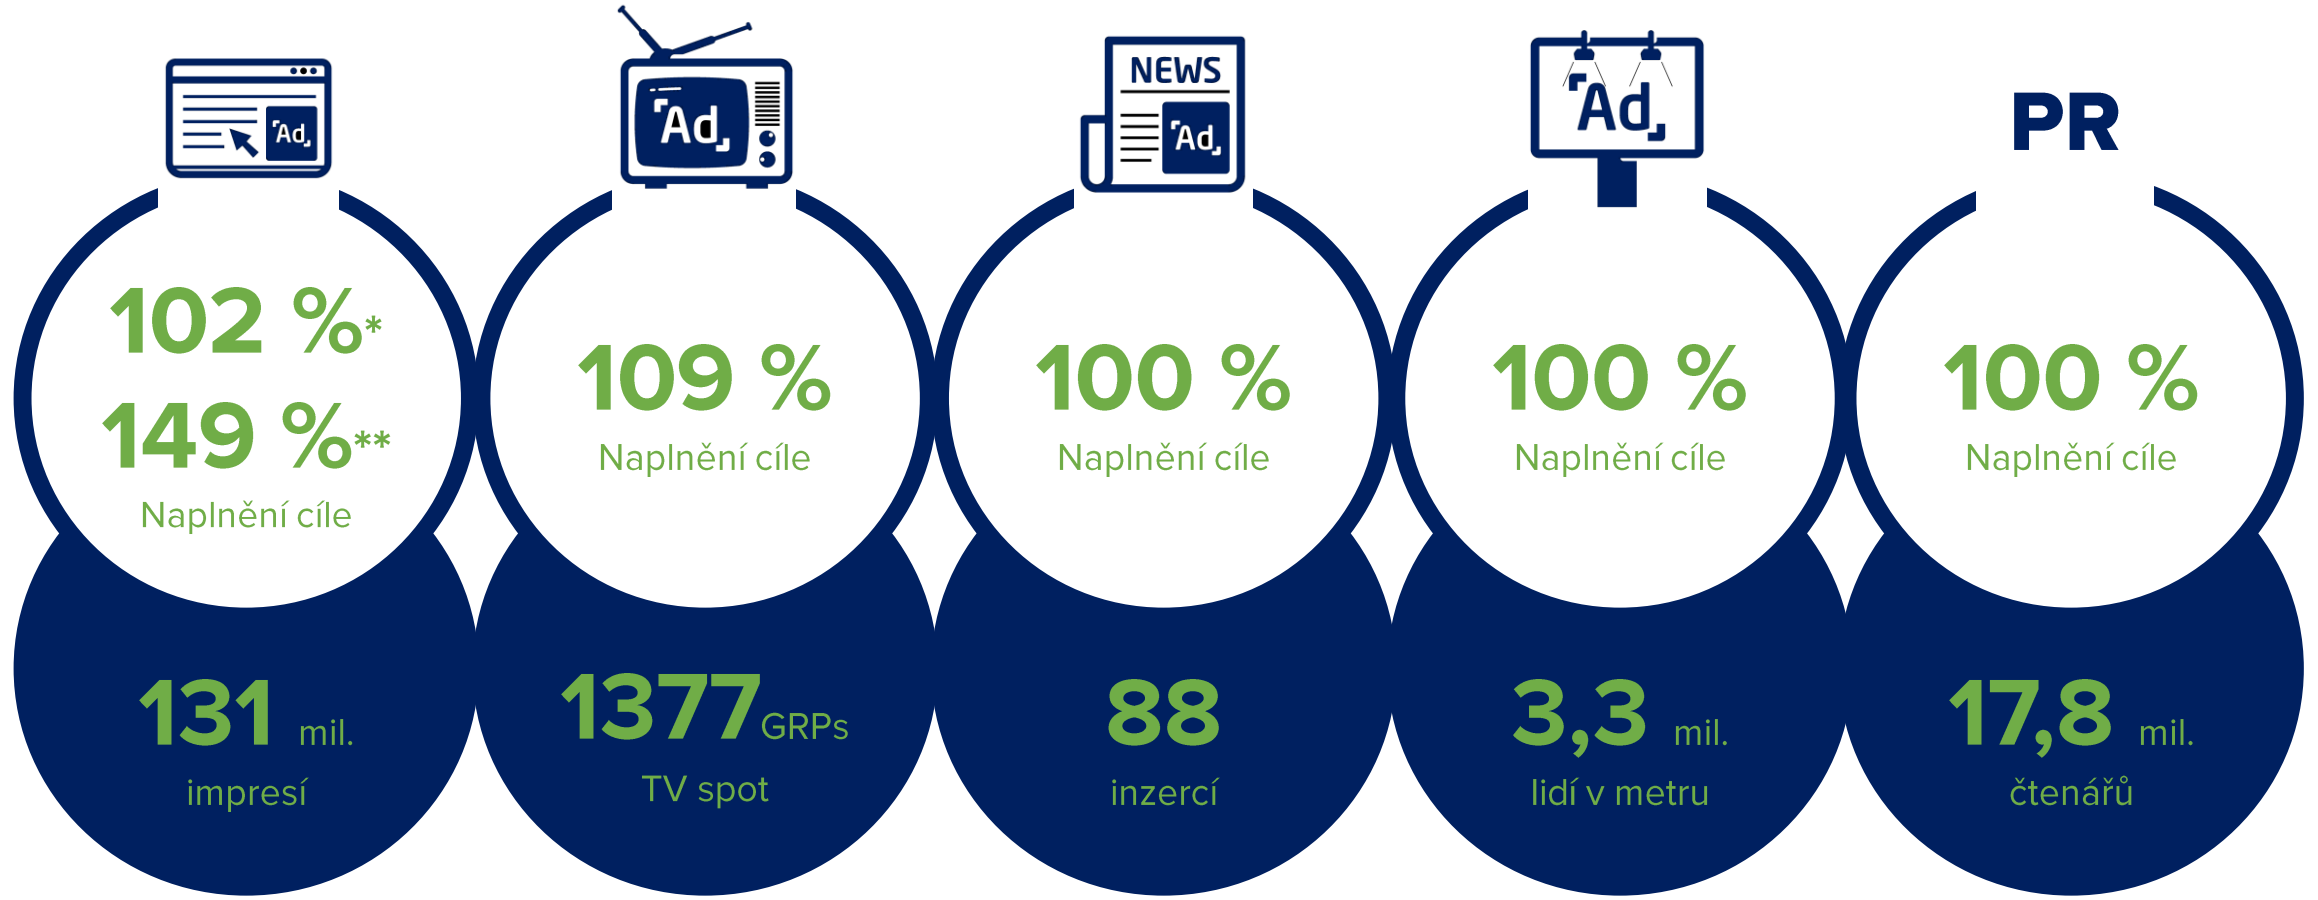 Ad
Ad
NEWS
Ad
Ad
PR
102 %*
149 %**
Naplnění cíle
109 %
Naplnění cíle
100 %
Naplnění cíle
100 %
Naplnění cíle
100 %
Naplnění cíle
131 mil.
impresí
1377 GRPs
TV spot
88
inzercí
3,3 mil.
lidí v metru
17,8 mil.
čtenářů